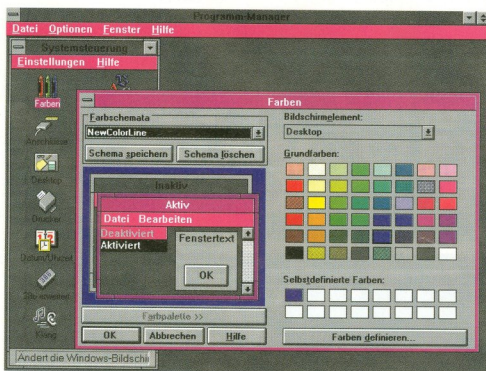 Programm-Manager
Datei Optionen Fenster Hilfe
Systemsteuerung
Einstellungen Hilfe
Farben
Anschlüsse
Desktop
Drucker
Datum/Uhrzeit
Klang
Ändert die Windows-Bildschi
Farben
Farbschemata
NewColorLine
Schema speichern Schema löschen
Inaktiv
Aktiv
Datei Bearbeiten
Deaktiviert
Aktiviert
Fenstertext
OK
Farbpalette >>
OK Abbrechen Hilfe
Bildschirmelement:
Desktop
Grundfarben:
Selbstdefinierte Farben:
Farben definieren...